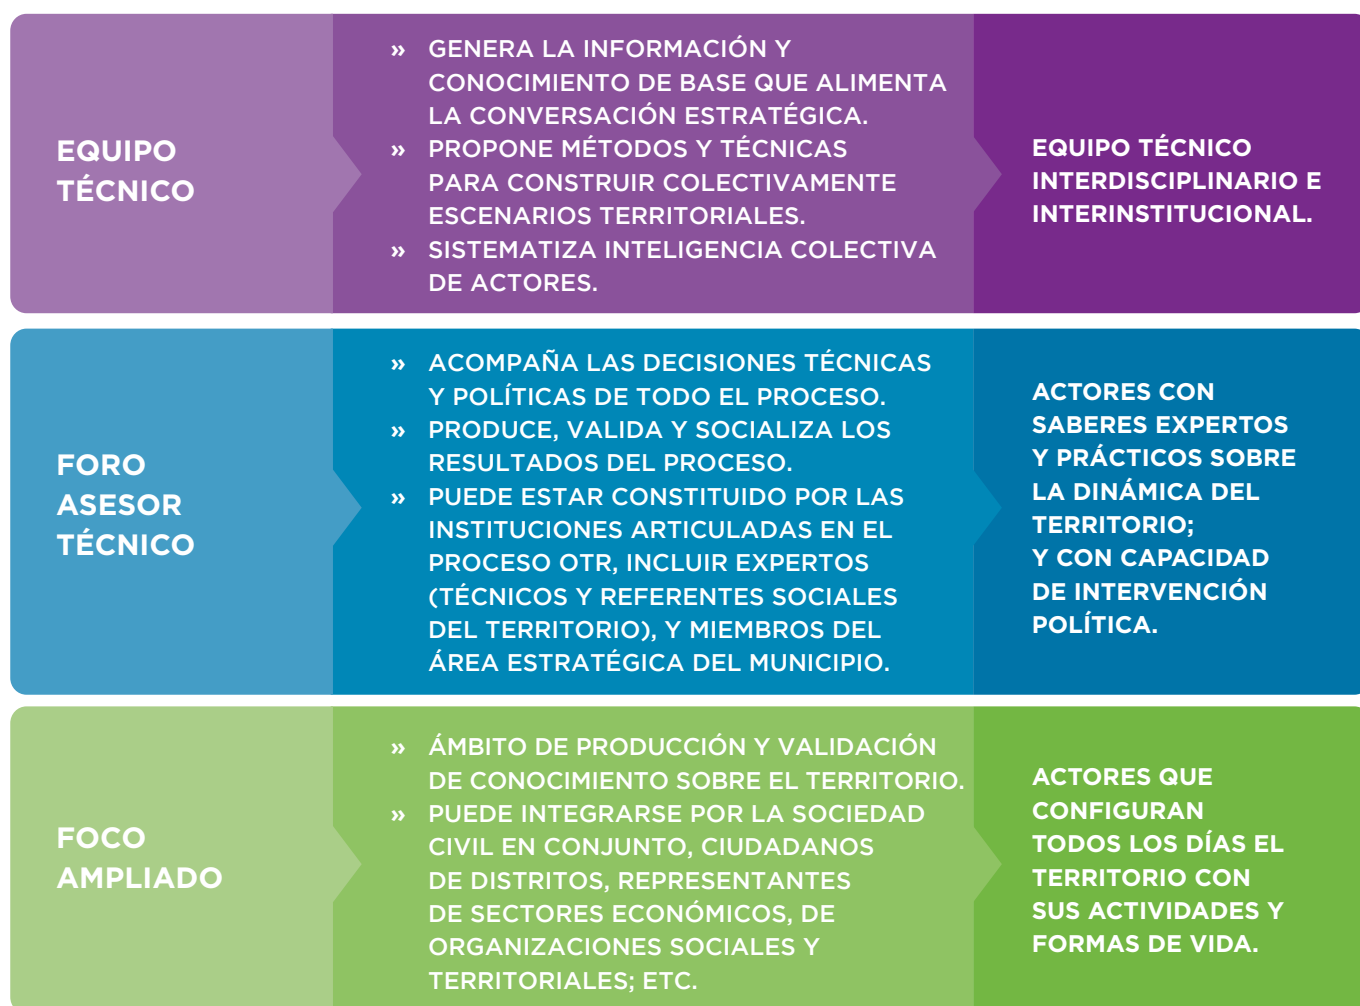 EQUIPO
TÉCNICO
» GENERA LA INFORMACIÓN Y
CONOCIMIENTO DE BASE QUE ALIMENTA
LA CONVERSACIÓN ESTRATÉGICA.
» PROPONE MÉTODOS Y TÉCNICAS
PARA CONSTRUIR COLECTIVAMENTE
ESCENARIOS TERRITORIALES.
» SISTEMATIZA INTELIGENCIA COLECTIVA
DE ACTORES.
EQUIPO TÉCNICO
INTERDISCIPLINARIO E
INTERINSTITUCIONAL.
FORO
ASESOR
TÉCNICO
» ACOMPAÑA LAS DECISIONES TÉCNICAS
Y POLÍTICAS DE TODO EL PROCESO.
» PRODUCE, VALIDA Y SOCIALIZA LOS
RESULTADOS DEL PROCESO.
» PUEDE ESTAR CONSTITUIDO POR LAS
INSTITUCIONES ARTICULADAS EN EL
PROCESO OTR, INCLUIR EXPERTOS
(TÉCNICOS Y REFERENTES SOCIALES
DEL TERRITORIO), Y MIEMBROS DEL
ÁREA ESTRATÉGICA DEL MUNICIPIO.
ACTORES CON
SABERES EXPERTOS
Y PRÁCTICOS SOBRE
LA DINÁMICA DEL
TERRITORIO;
Y CON CAPACIDAD
DE INTERVENCIÓN
POLÍTICA.
FOCO
AMPLIADO
» ÁMBITO DE PRODUCCIÓN Y VALIDACIÓN
DE CONOCIMIENTO SOBRE EL TERRITORIO.
» PUEDE INTEGRARSE POR LA SOCIEDAD
CIVIL EN CONJUNTO, CIUDADANOS
DE DISTRITOS, REPRESENTANTES
DE SECTORES ECONÓMICOS, DE
ORGANIZACIONES SOCIALES Y
TERRITORIALES; ETC.
ACTORES QUE
CONFIGURAN
TODOS LOS DÍAS EL
TERRITORIO CON
SUS ACTIVIDADES Y
FORMAS DE VIDA.